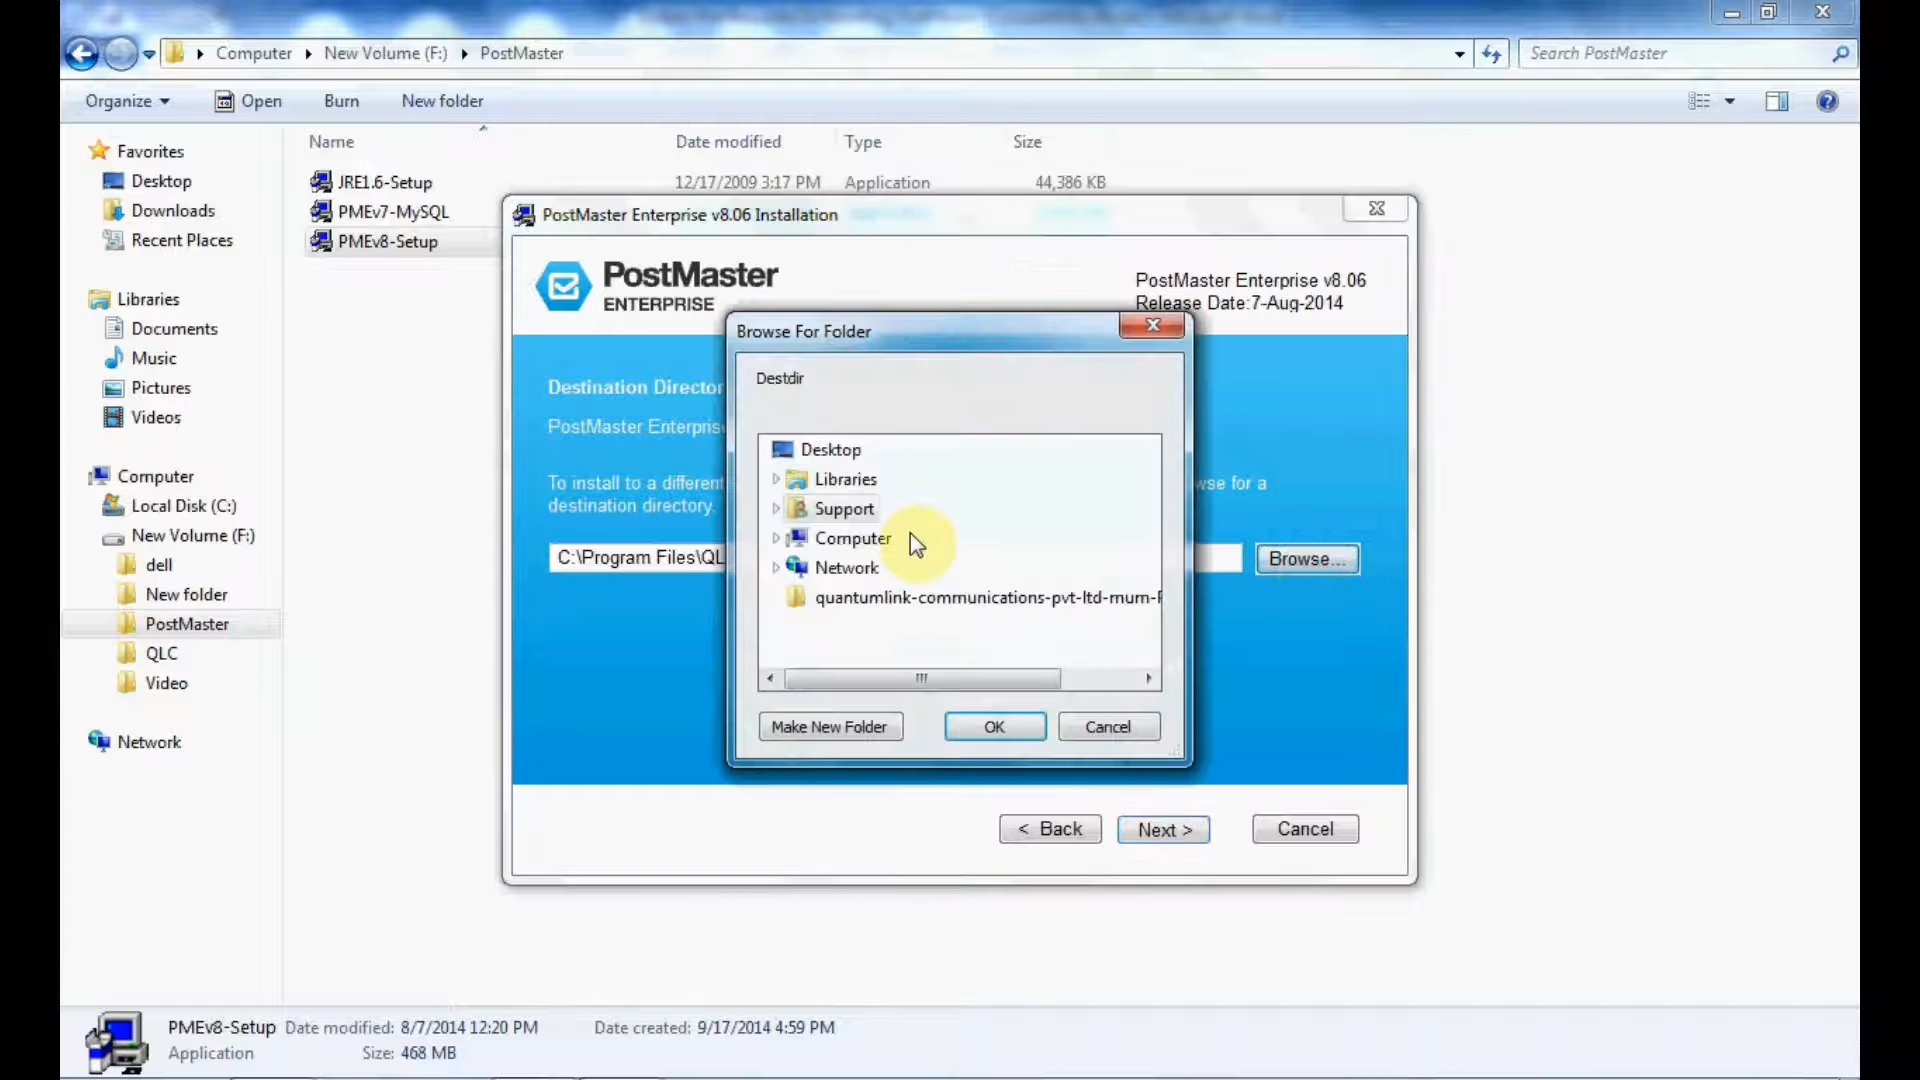 Computer New Volume (F:) PostMaster
Search PostMaster
Organize Open Burn New folder
Name Date modified Type Size
Favorites
Desktop
Downloads
Recent Places
Libraries
Documents
Music
Pictures
Videos
Computer
Local Disk (C:)
New Volume (F:)
dell
New folder
PostMaster
QLC
Video
Network
JRE1.6-Setup 12/17/2009 3:17 PM Application 44,386 KB
PMEv7-MySQL
PMEv8-Setup
PostMaster Enterprise v8.06 Installation
PostMaster
ENTERPRISE
PostMaster Enterprise v8.06
Release Date:7-Aug-2014
Destination Director
PostMaster Enterpris
To install to a different
wse for a
destination directory.
C:\Program Files\QL
Browse...
Browse For Folder
Destdir
Desktop
Libraries
Support
Computer
Network
quantumlink-communications-pvt-ltd-mum-
Make New Folder OK Cancel
< Back Next > Cancel
PMEv8-Setup Date modified: 8/7/2014 12:20 PM Date created: 9/17/2014 4:59 PM
Application Size: 468 MB